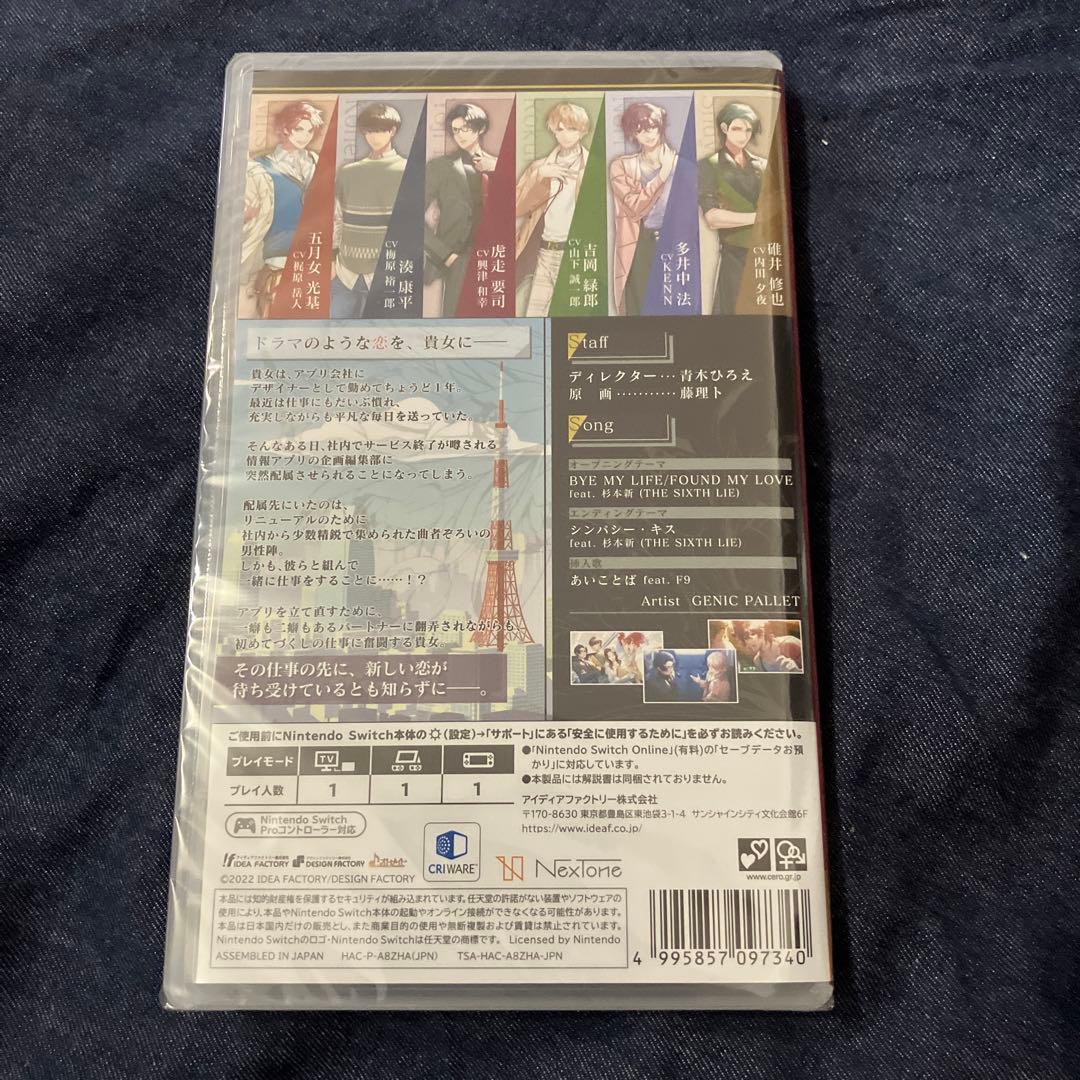 五月女 光基
CV 梶原 岳人
湊 康平
CV 梅原 裕一郎
虎走 要司
CV 興津 和幸
吉岡 緑郎
CV 山下 誠一郎
多井中 法
CV KENN
碓井 修也
CV 内田 夕夜
ドラマのような恋を、貴女に――
貴女は、アプリ会社に
デザイナーとして勤めてちょうど1年。
最近は仕事にもだいぶ慣れ、
充実しながらも平凡な毎日を送っていた。
そんなある日、社内でサービス終了が噂される
情報アプリの企画編集部に
突然配属させられることになってしまう。
配属先にいたのは、
リニューアルのために
社内から少数精鋭で集められた曲者ぞろいの
男性陣。
しかも、彼らと組んで
一緒に仕事をすることに……！？
アプリを立て直すために、
一癖も二癖もあるパートナーに翻弄されながらも
初めてづくしの仕事に奮闘する貴女。
その仕事の先に、新しい恋が
待ち受けているとも知らずに――。
Staff
ディレクター…青木ひろえ
原 画…………藤理ト
Song
オープニングテーマ
BYE MY LIFE/FOUND MY LOVE
feat. 杉本新 (THE SIXTH LIE)
エンディングテーマ
シンパシー・キス
feat. 杉本新 (THE SIXTH LIE)
挿入歌
あいことば feat. F9
Artist GENIC PALLET
ご使用前にNintendo Switch本体の(設定)→「サポート」にある「安全に使用するために」を必ずお読みください。
プレイモード TV
プレイ人数 1 1 1
Nintendo Switch
Proコントローラー対応
●「Nintendo Switch Online」(有料)の「セーブデータお預
かり」に対応しています。
●本製品には解説書は同梱されておりません。
アイディアファクトリー株式会社
〒170-8630 東京都豊島区東池袋3-1-4 サンシャインシティ文化会館6F
https://www.ideaf.co.jp/
アイディアファクトリー株式会社
IDEA FACTORY
DESIGN FACTORY
オトメイト
©2022 IDEA FACTORY/DESIGN FACTORY
CRIWARE
NexTone
www.cero.gr.jp
本品には知的財産権を保護するセキュリティが組み込まれています。任天堂の許諾がない装置やソフトウェアの
使用により、本品やNintendo Switch本体の起動やオンライン接続ができなくなる可能性があります。
本品は日本国内だけの販売とし、また商業目的の使用や無断複製および賃貸は禁止されています。
Nintendo Switchのロゴ・Nintendo Switchは任天堂の商標です。 Licensed by Nintendo
ASSEMBLED IN JAPAN HAC-P-A8ZHA(JPN) TSA-HAC-A8ZHA-JPN
4 995857 097340